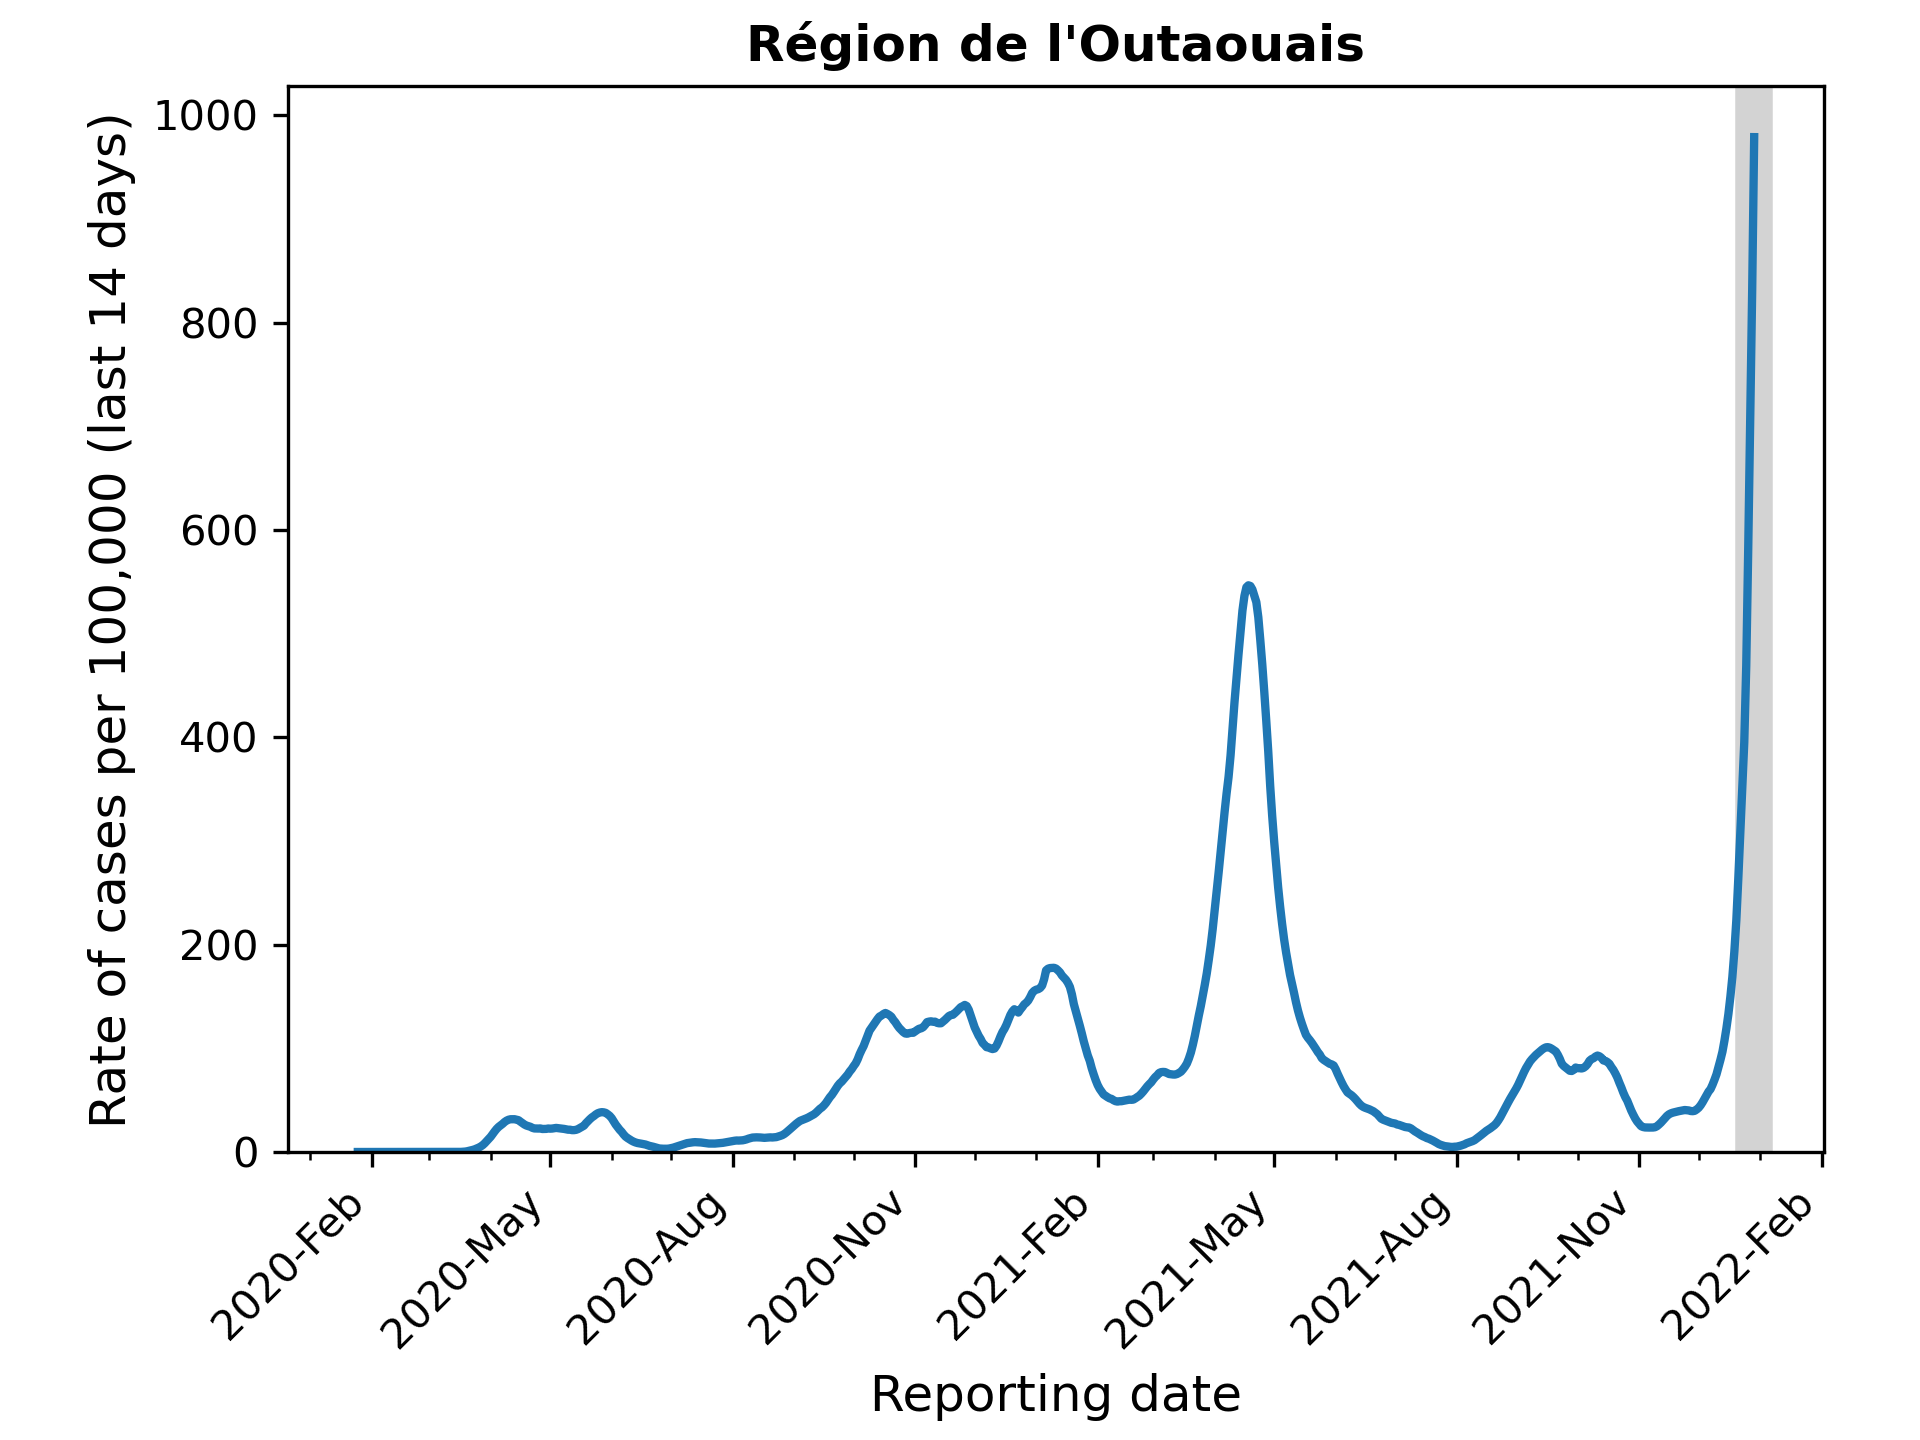 Région de l'Outaouais
Rate of cases per 100,000 (last 14 days)
1000
800
600
400
200
0
2020-Feb
2020-May
2020-Aug
2020-Nov
2021-Feb
2021-May
2021-Aug
2021-Nov
2022-Feb
Reporting date